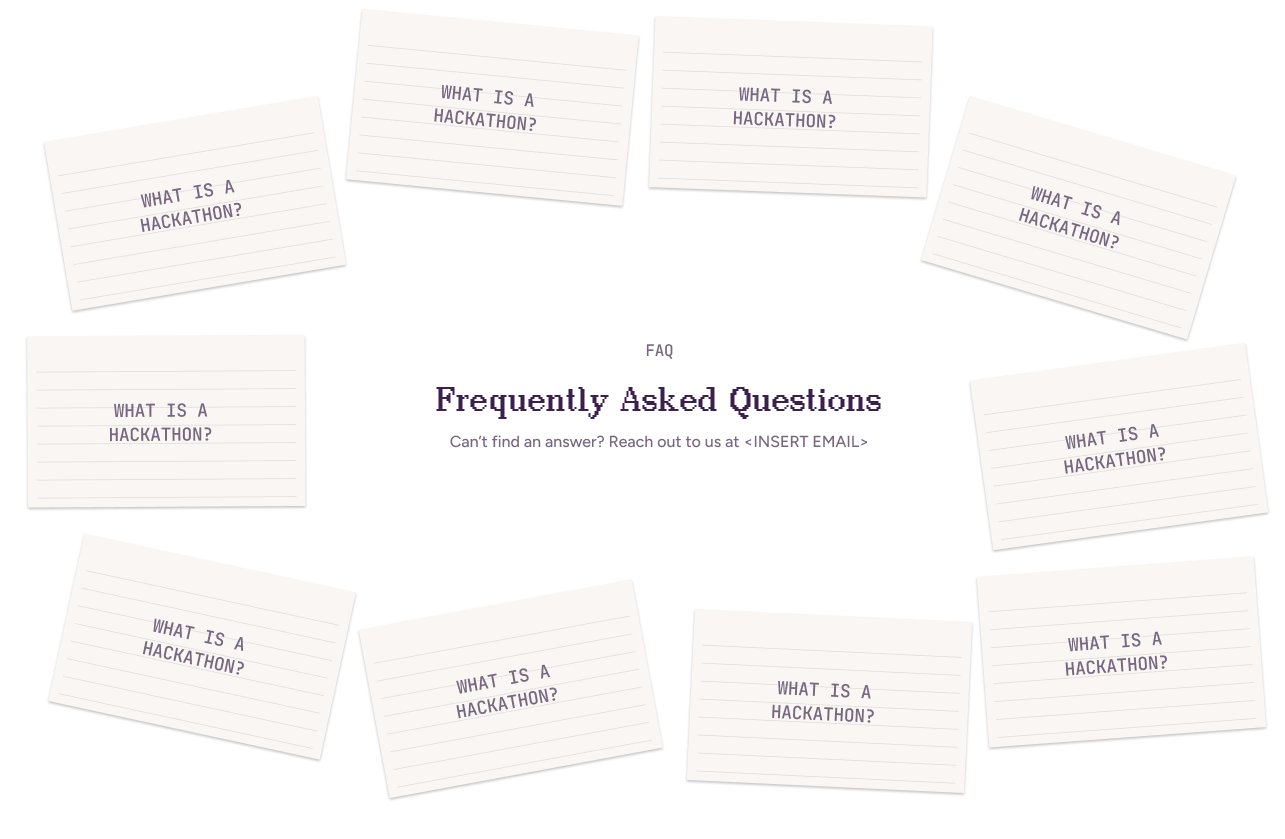 WHAT IS A
HACKATHON?
WHAT IS A
HACKATHON?
WHAT IS A
HACKATHON?
WHAT IS A
HACKATHON?
WHAT IS A
HACKATHON?
FAQ
Frequently Asked Questions
Can't find an answer? Reach out to us at <INSERT EMAIL>
WHAT IS A
HACKATHON?
WHAT IS A
HACKATHON?
WHAT IS A
HACKATHON?
WHAT IS A
HACKATHON?
WHAT IS A
HACKATHON?